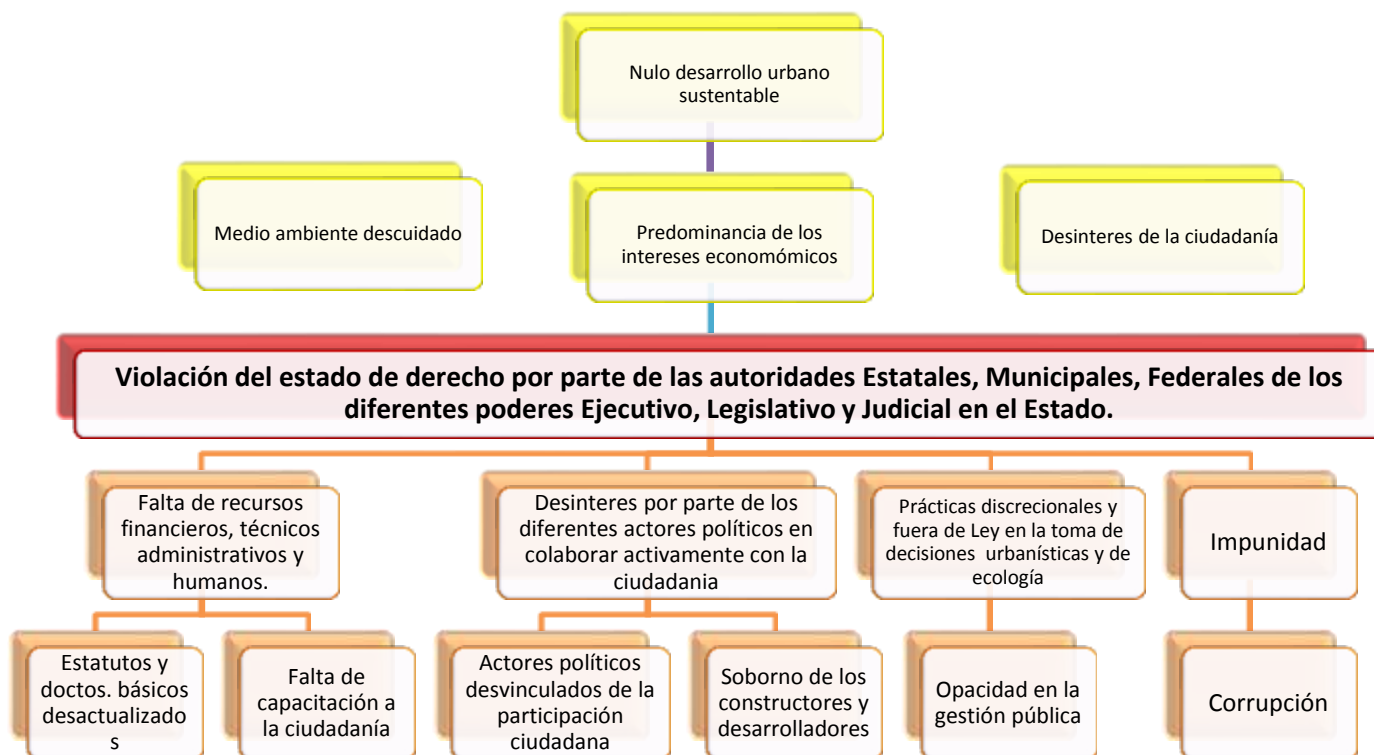 Nulo desarrollo urbano
sustentable
Medio ambiente descuidado
Predominancia de los
intereses economómicos
Desinteres de la ciudadanía
Violación del estado de derecho por parte de las autoridades Estatales, Municipales, Federales de los
diferentes poderes Ejecutivo, Legislativo y Judicial en el Estado.
Falta de recursos
financieros, técnicos
administrativos y
humanos.
Desinteres por parte de los
diferentes actores políticos en
colaborar activamente con la
ciudadania
Prácticas discrecionales y
fuera de Ley en la toma de
decisiones urbanísticas y de
ecología
Impunidad
Estatutos y
doctos. básicos
desactualizado
s
Falta de
capacitación a
la ciudadanía
Actores políticos
desvinculados de la
participación
ciudadana
Soborno de los
constructores y
desarrolladores
Opacidad en la
gestión pública
Corrupción